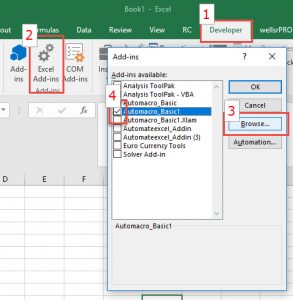 Book1 - Excel
1
out Formulas Data Review View RC Developer wellsrPRO
2
Add-ins Excel Add-ins COM Add-ins
Add-ins
Add-ins
Add-ins available:
Analysis ToolPak
Analysis ToolPak - VBA
Automacro_Basic
Automacro_Basic1
Automacro_Basic1.Xlam
Automateexcel_Addin
Automateexcel_Addin (3)
Euro Currency Tools
Solver Add-in
4
OK
Cancel
3
Browse...
Automation...
Automacro_Basic1
D E F G H I